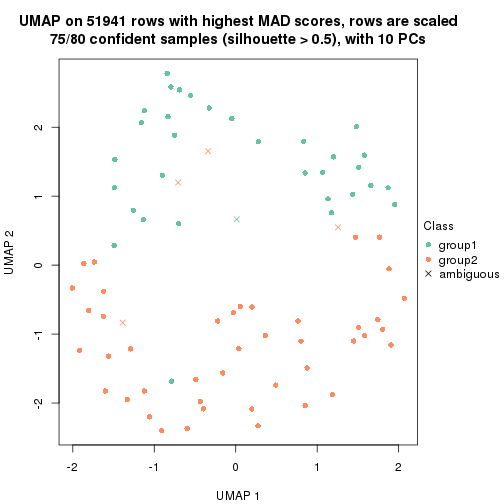 UMAP on 51941 rows with highest MAD scores, rows are scaled
75/80 confident samples (silhouette > 0.5), with 10 PCs
2
1
0
-1
-2
UMAP 2
-2
-1
0
1
2
UMAP 1
Class
group1
group2
ambiguous